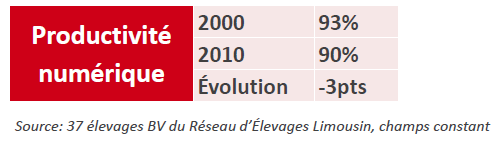 Productivité
numérique
2000 93%
2010 90%
Évolution -3pts
Source: 37 élevages BV du Réseau d’Élevages Limousin, champs constant